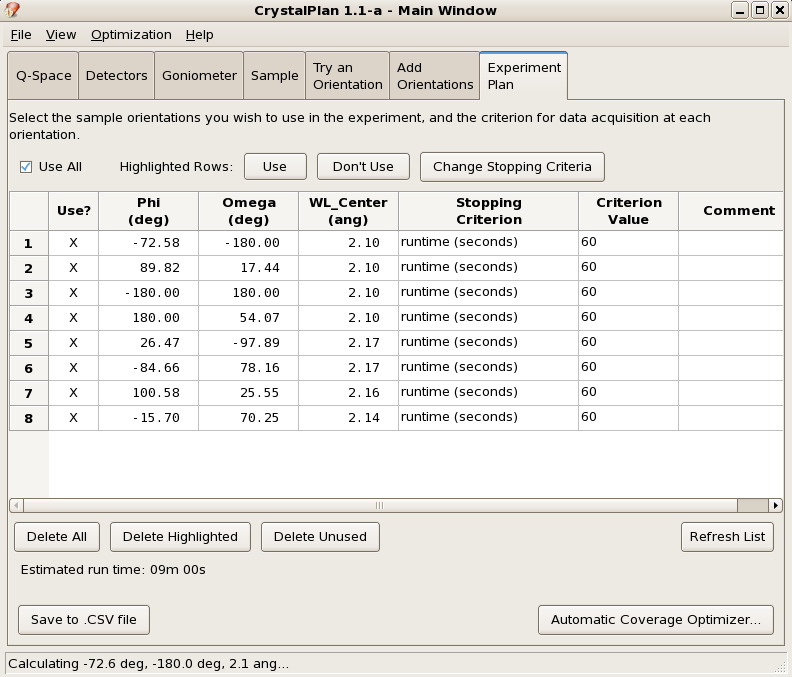 CrystalPlan 1.1-a - Main Window
File View Optimization Help
Q-Space Detectors Goniometer Sample Try an Orientation Add Orientations Experiment Plan
Select the sample orientations you wish to use in the experiment, and the criterion for data acquisition at each
orientation.
Use All Highlighted Rows: Use Don't Use Change Stopping Criteria
Use? Phi (deg) Omega (deg) WL_Center (ang) Stopping Criterion Criterion Value Comment
1 X -72.58 -180.00 2.10 runtime (seconds) 60
2 X 89.82 17.44 2.10 runtime (seconds) 60
3 X -180.00 180.00 2.10 runtime (seconds) 60
4 X 180.00 54.07 2.10 runtime (seconds) 60
5 X 26.47 -97.89 2.17 runtime (seconds) 60
6 X -84.66 78.16 2.17 runtime (seconds) 60
7 X 100.58 25.55 2.16 runtime (seconds) 60
8 X -15.70 70.25 2.14 runtime (seconds) 60
Delete All Delete Highlighted Delete Unused Refresh List
Estimated run time: 09m 00s
Save to .CSV file Automatic Coverage Optimizer...
Calculating -72.6 deg, -180.0 deg, 2.1 ang...